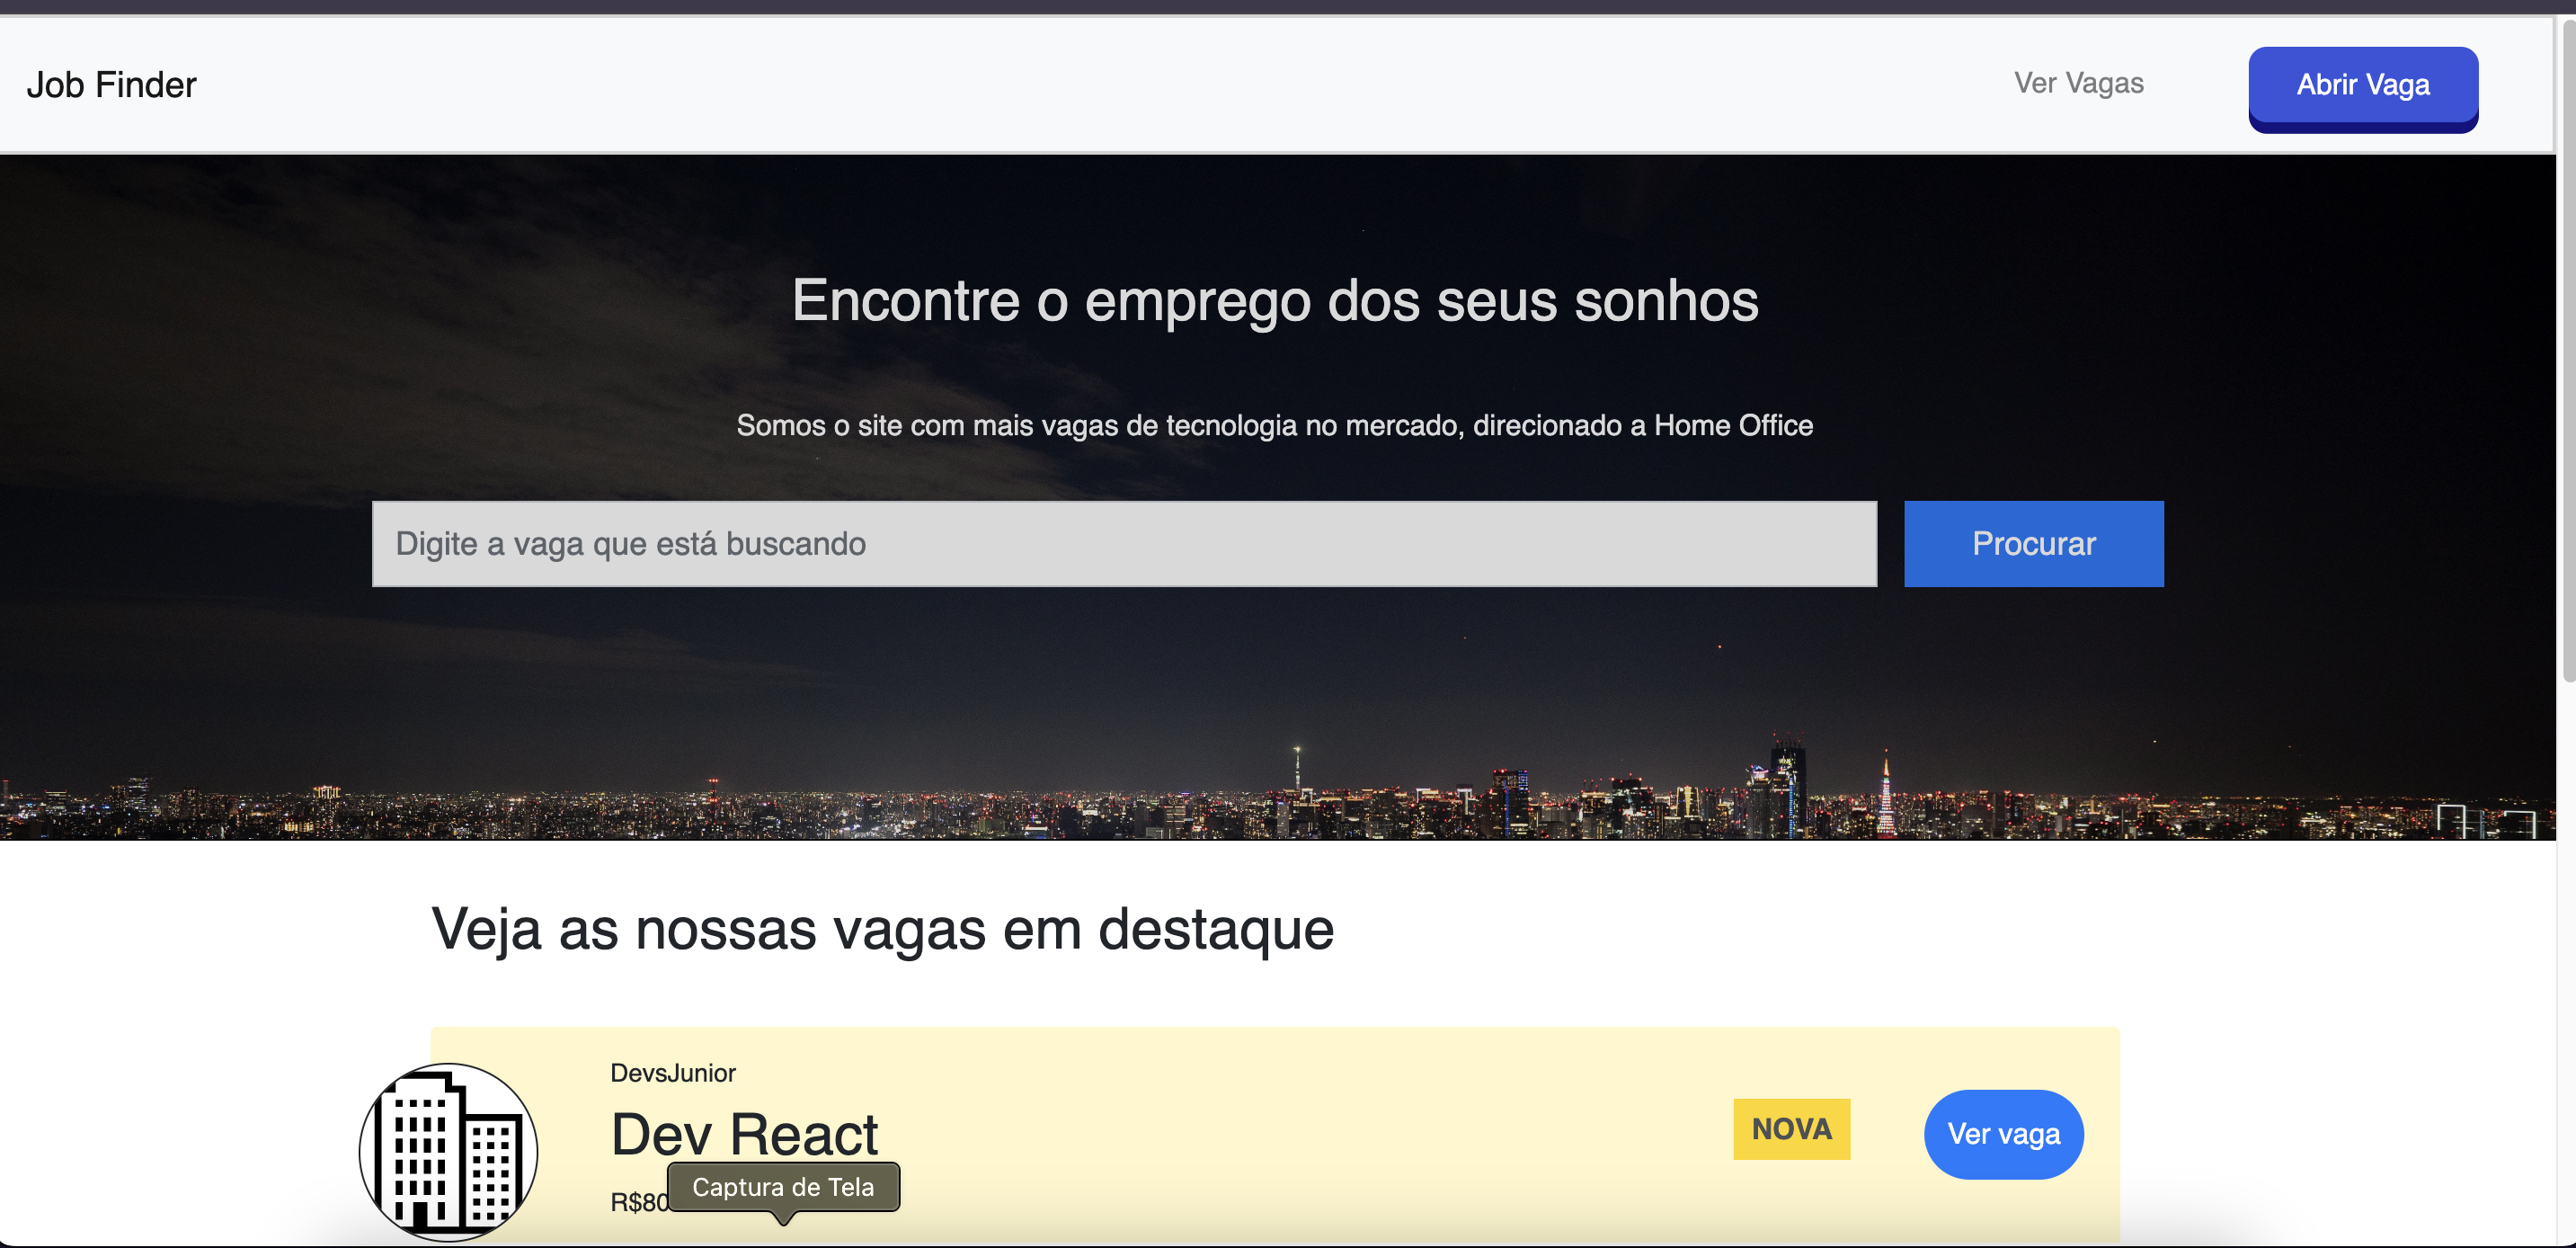 Job Finder
Ver Vagas
Abrir Vaga
Encontre o emprego dos seus sonhos
Somos o site com mais vagas de tecnologia no mercado, direcionado a Home Office
Digite a vaga que está buscando
Procurar
Veja as nossas vagas em destaque
DevsJunior
Dev React
NOVA
Ver vaga
Captura de Tela
R$80